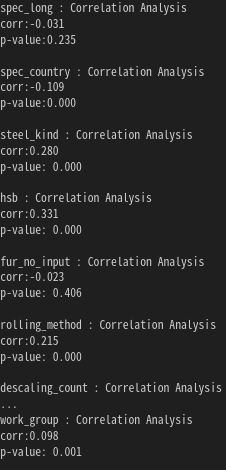 spec_long : Correlation Analysis
corr:-0.031
p-value:0.235
spec_country : Correlation Analysis
corr:-0.109
p-value:0.000
steel_kind : Correlation Analysis
corr:0.280
p-value: 0.000
hsb : Correlation Analysis
corr:0.331
p-value: 0.000
fur_no_input : Correlation Analysis
corr:-0.023
p-value: 0.406
rolling_method : Correlation Analysis
corr:0.215
p-value: 0.000
descaling_count : Correlation Analysis
...
work_group : Correlation Analysis
corr:0.098
p-value: 0.001